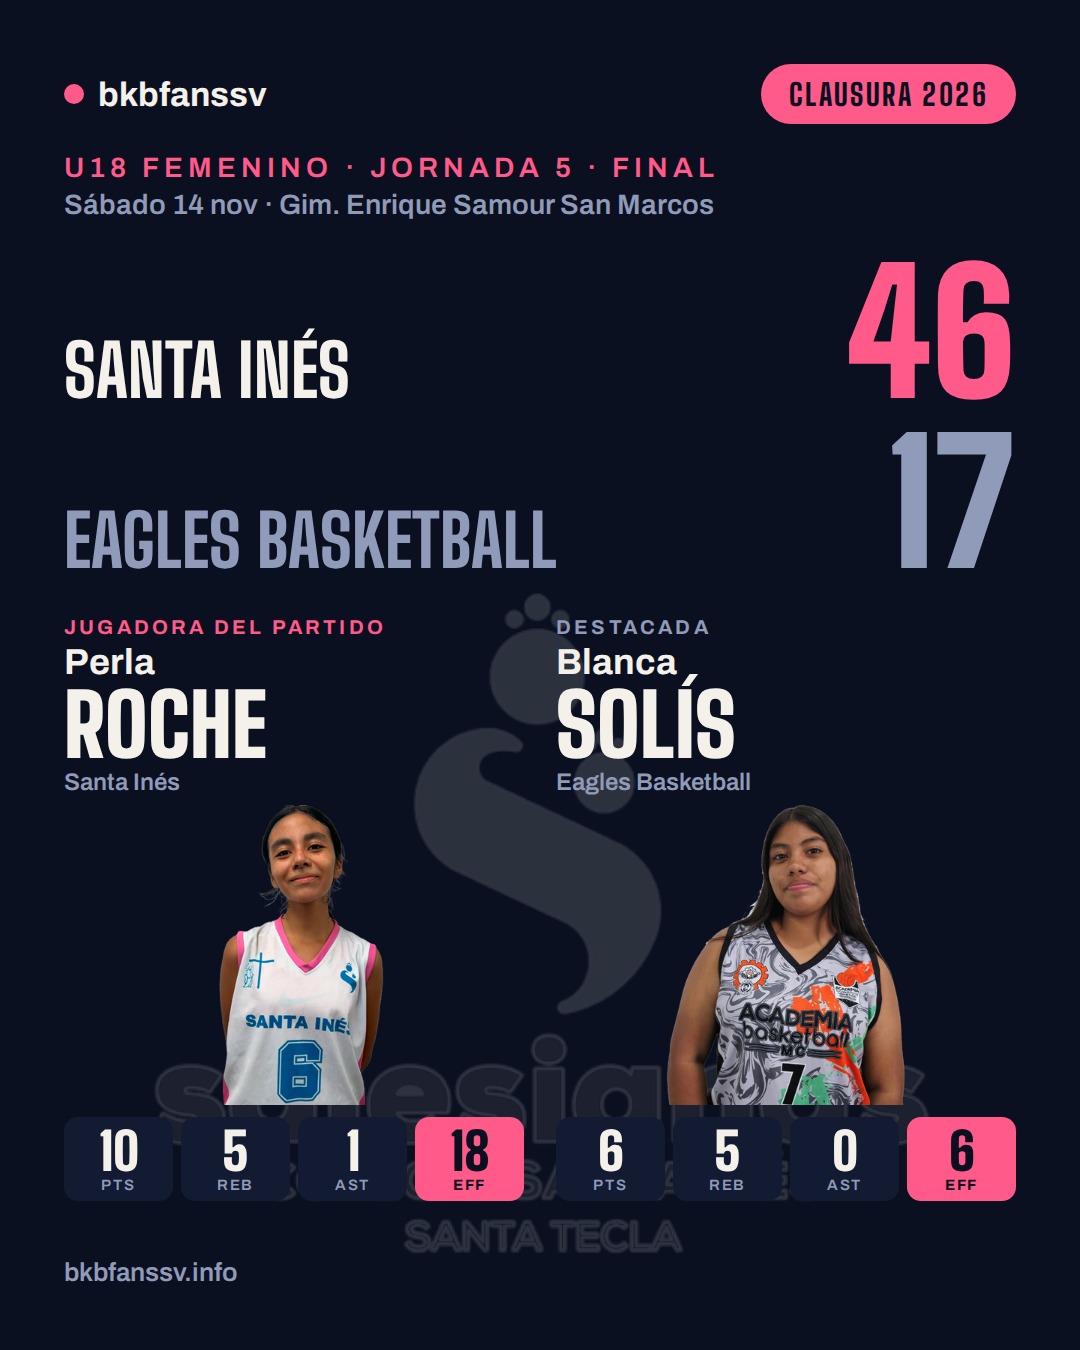 bkbfanssv
CLAUSURA 2026
U18 FEMENINO · JORNADA 5 · FINAL
Sábado 14 nov · Gim. Enrique Samour San Marcos
46
SANTA INÉS
17
EAGLES BASKETBALL
JUGADORA DEL PARTIDO
Perla
ROCHE
Santa Inés
DESTACADA
Blanca
SOLÍS
Eagles Basketball
SANTA INÉS
6
ACADEMIA
basketball
MG
7
salesianas
10 PTS
5 REB
1 AST
18 EFF
6 PTS
5 REB
0 AST
6 EFF
SANTA TECLA
bkbfanssv.info